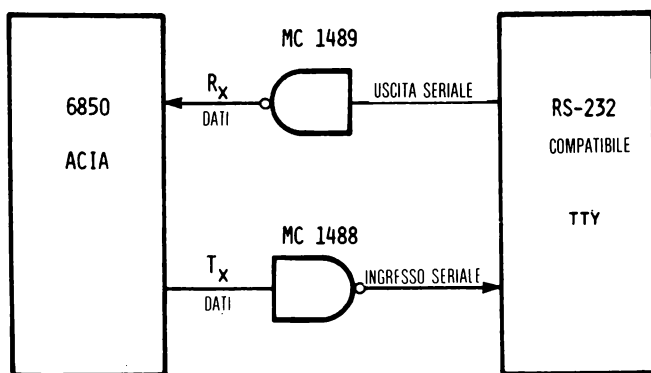 MC 1489
6850
ACIA
Rx
DATI
USCITA SERIALE
RS-232
COMPATIBILE
TTY
MC 1488
Tx
DATI
INGRESSO SERIALE